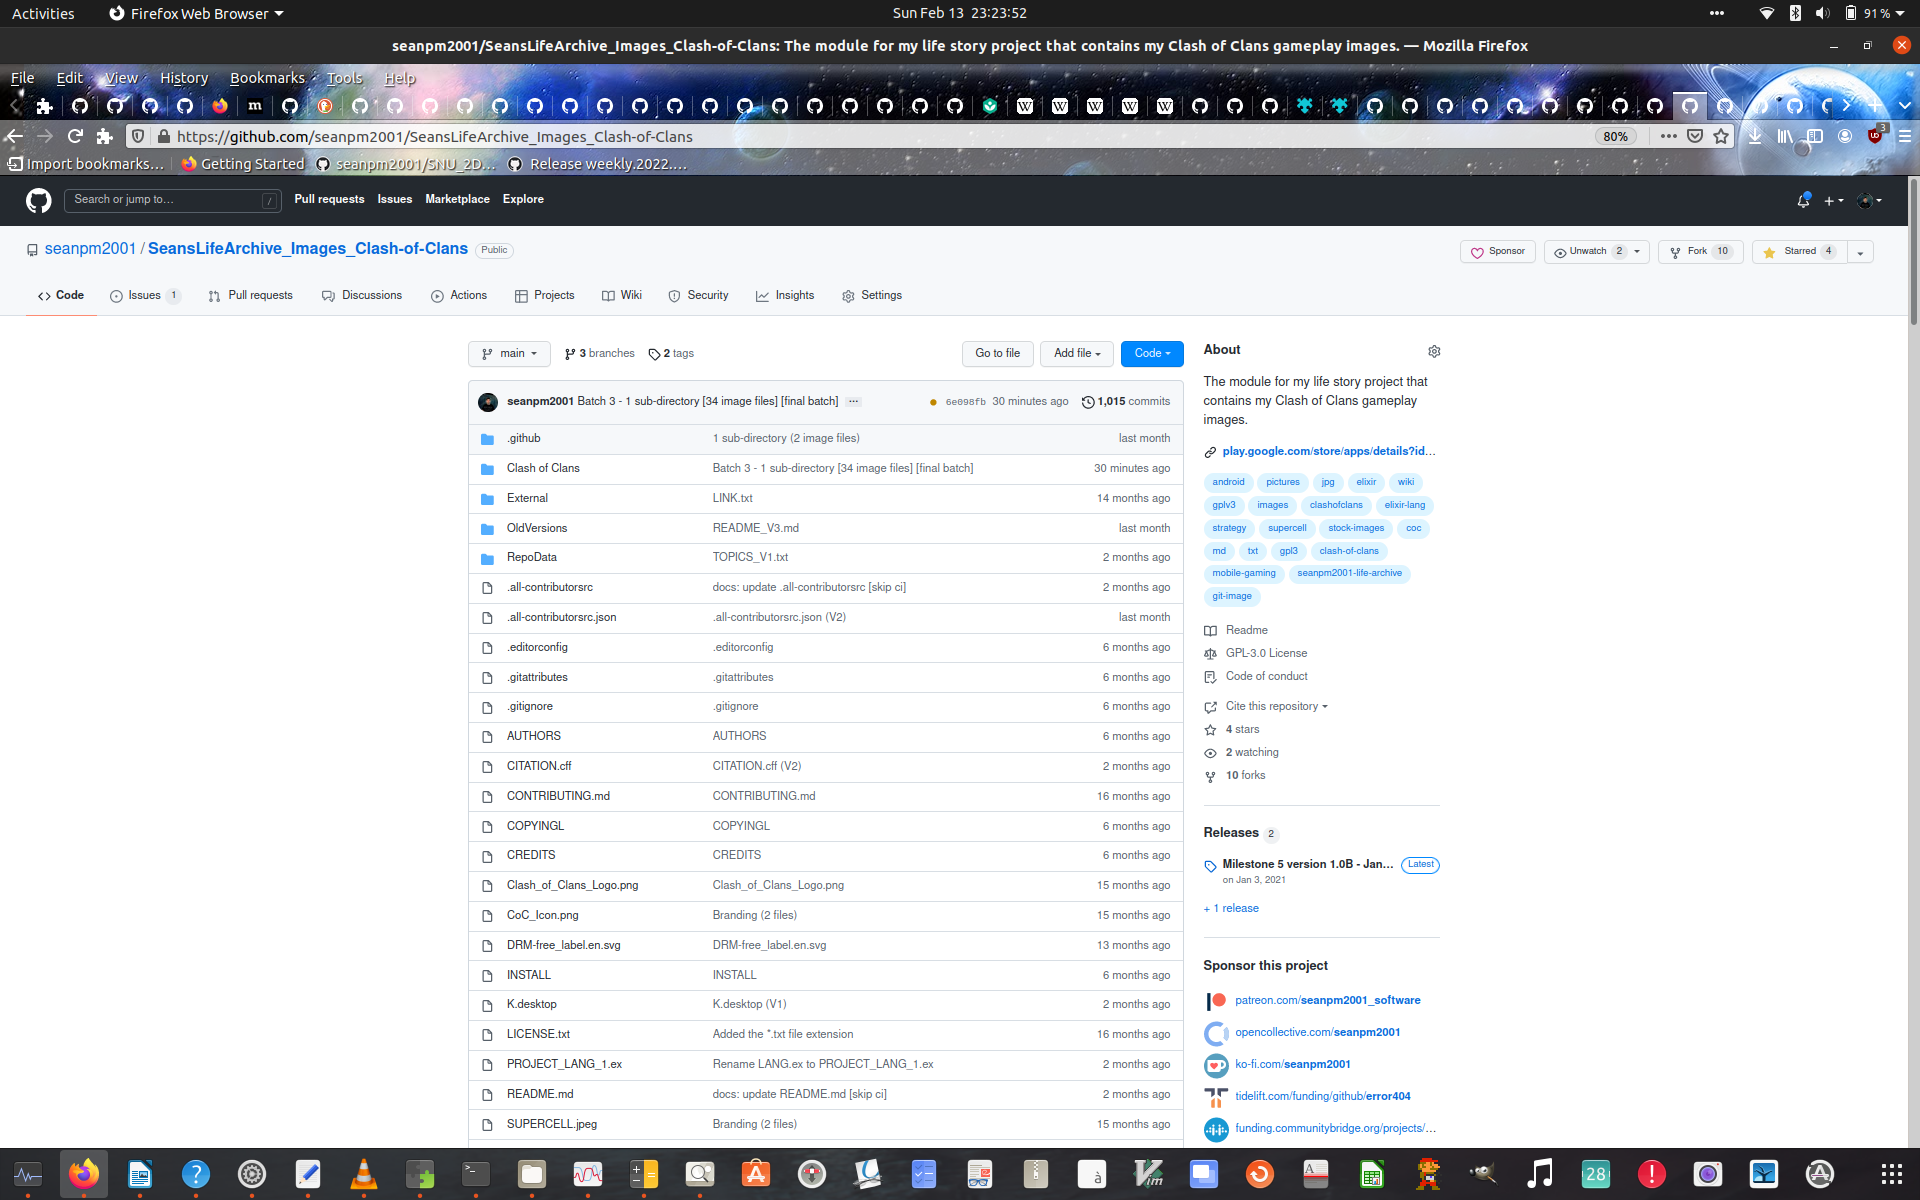 Activities
Firefox Web Browser
Sun Feb 13 23:23:52
91 %
seanpm2001/SeansLifeArchive_Images_Clash-of-Clans: The module for my life story project that contains my Clash of Clans gameplay images. — Mozilla Firefox
File Edit View History Bookmarks Tools Help
https://github.com/seanpm2001/SeansLifeArchive_Images_Clash-of-Clans
80%
3
Import bookmarks...
Getting Started
seanpm2001/SNU_2D...
Release weekly.2022....
Search or jump to...
/
Pull requests Issues Marketplace Explore
seanpm2001 / SeansLifeArchive_Images_Clash-of-Clans Public
Sponsor
Unwatch 2
Fork 10
Starred 4
Code
Issues 1
Pull requests
Discussions
Actions
Projects
Wiki
Security
Insights
Settings
main
3 branches
2 tags
Go to file
Add file
Code
seanpm2001 Batch 3 - 1 sub-directory [34 image files] [final batch] ...
6e098fb 30 minutes ago
1,015 commits
.github 1 sub-directory (2 image files) last month
Clash of Clans Batch 3 - 1 sub-directory [34 image files] [final batch] 30 minutes ago
External LINK.txt 14 months ago
OldVersions README_V3.md last month
RepoData TOPICS_V1.txt 2 months ago
.all-contributorsrc docs: update .all-contributorsrc [skip ci] 2 months ago
.all-contributorsrc.json .all-contributorsrc.json (V2) last month
.editorconfig .editorconfig 6 months ago
.gitattributes .gitattributes 6 months ago
.gitignore .gitignore 6 months ago
AUTHORS AUTHORS 6 months ago
CITATION.cff CITATION.cff (V2) 2 months ago
CONTRIBUTING.md CONTRIBUTING.md 16 months ago
COPYINGL COPYINGL 6 months ago
CREDITS CREDITS 6 months ago
Clash_of_Clans_Logo.png Clash_of_Clans_Logo.png 15 months ago
CoC_Icon.png Branding (2 files) 15 months ago
DRM-free_label.en.svg DRM-free_label.en.svg 13 months ago
INSTALL INSTALL 6 months ago
K.desktop K.desktop (V1) 2 months ago
LICENSE.txt Added the *.txt file extension 16 months ago
PROJECT_LANG_1.ex Rename LANG.ex to PROJECT_LANG_1.ex 2 months ago
README.md docs: update README.md [skip ci] 2 months ago
SUPERCELL.jpeg Branding (2 files) 15 months ago
About
The module for my life story project that
contains my Clash of Clans gameplay
images.
play.google.com/store/apps/details?id...
android pictures jpg elixir wiki
gplv3 images clashofclans elixir-lang
strategy supercell stock-images coc
md txt gpl3 clash-of-clans
mobile-gaming seanpm2001-life-archive
git-image
Readme
GPL-3.0 License
Code of conduct
Cite this repository
4 stars
2 watching
10 forks
Releases 2
Milestone 5 version 1.0B - Jan... Latest
on Jan 3, 2021
+ 1 release
Sponsor this project
patreon.com/seanpm2001_software
opencollective.com/seanpm2001
ko-fi.com/seanpm2001
tidelift.com/funding/github/error404
funding.communitybridge.org/projects/...
28